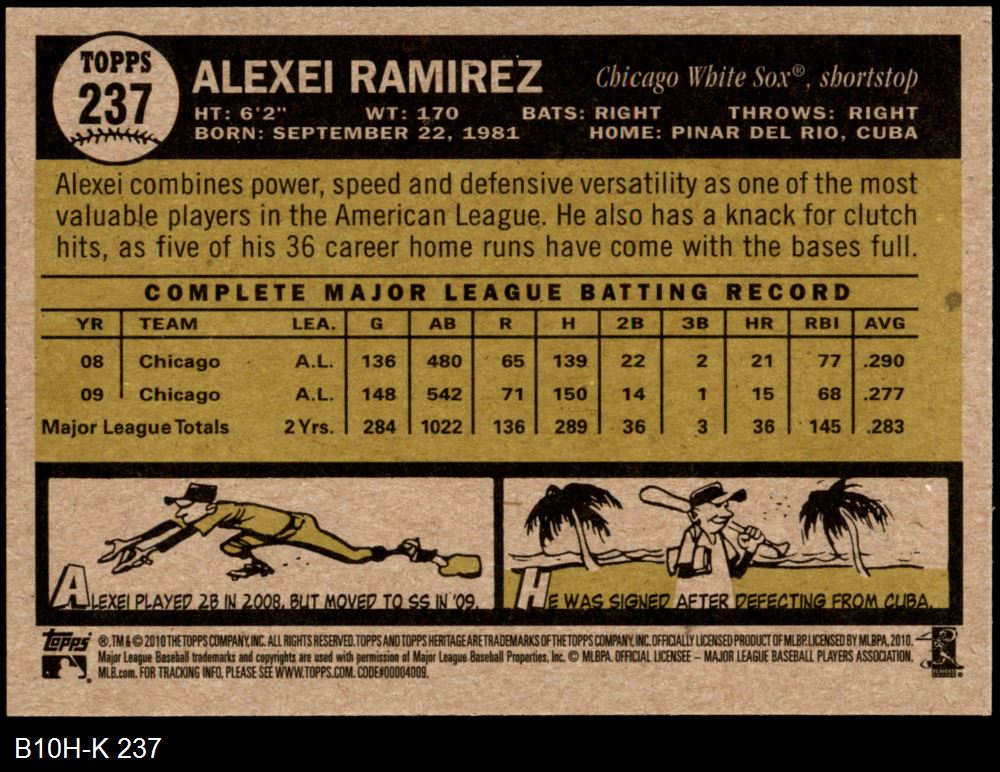 TOPPS
237
ALEXEI RAMIREZ
Chicago White Sox®, shortstop
HT: 6'2" WT: 170 BATS: RIGHT THROWS: RIGHT
BORN: SEPTEMBER 22, 1981 HOME: PINAR DEL RIO, CUBA
Alexei combines power, speed and defensive versatility as one of the most
valuable players in the American League. He also has a knack for clutch
hits, as five of his 36 career home runs have come with the bases full.
COMPLETE MAJOR LEAGUE BATTING RECORD
YR TEAM LEA. G AB R H 2B 3B HR RBI AVG
08 Chicago A.L. 136 480 65 139 22 2 21 77 .290
09 Chicago A.L. 148 542 71 150 14 1 15 68 .277
Major League Totals 2 Yrs. 284 1022 136 289 36 3 36 145 .283
ALEXEI PLAYED 2B IN 2008, BUT MOVED TO SS IN '09.
HE WAS SIGNED AFTER DEFECTING FROM CUBA.
topps ®, TM & © 2010 THE TOPPS COMPANY, INC. ALL RIGHTS RESERVED. TOPPS AND TOPPS HERITAGE ARE TRADEMARKS OF THE TOPPS COMPANY, INC. OFFICIALLY LICENSED PRODUCT OF MLBP. LICENSED BY MLBPA, 2010.
Major League Baseball trademarks and copyrights are used with permission of Major League Baseball Properties, Inc. © MLBPA. OFFICIAL LICENSEE – MAJOR LEAGUE BASEBALL PLAYERS ASSOCIATION.
MLB.com. FOR TRACKING INFO, PLEASE SEE WWW.TOPPS.COM. CODE#00004009.
B10H-K 237